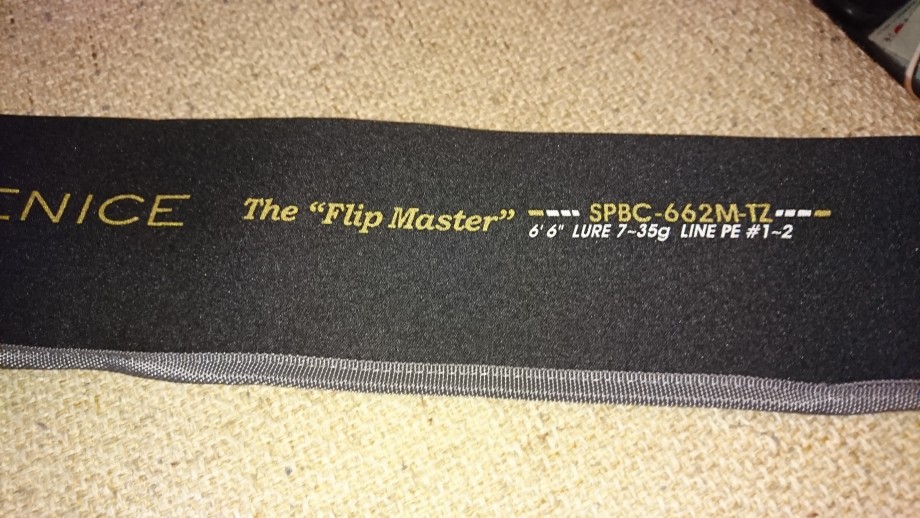 ENICE The “Flip Master” SPBC-662M-TZ
6'6" LURE 7~35g LINE PE #1~2